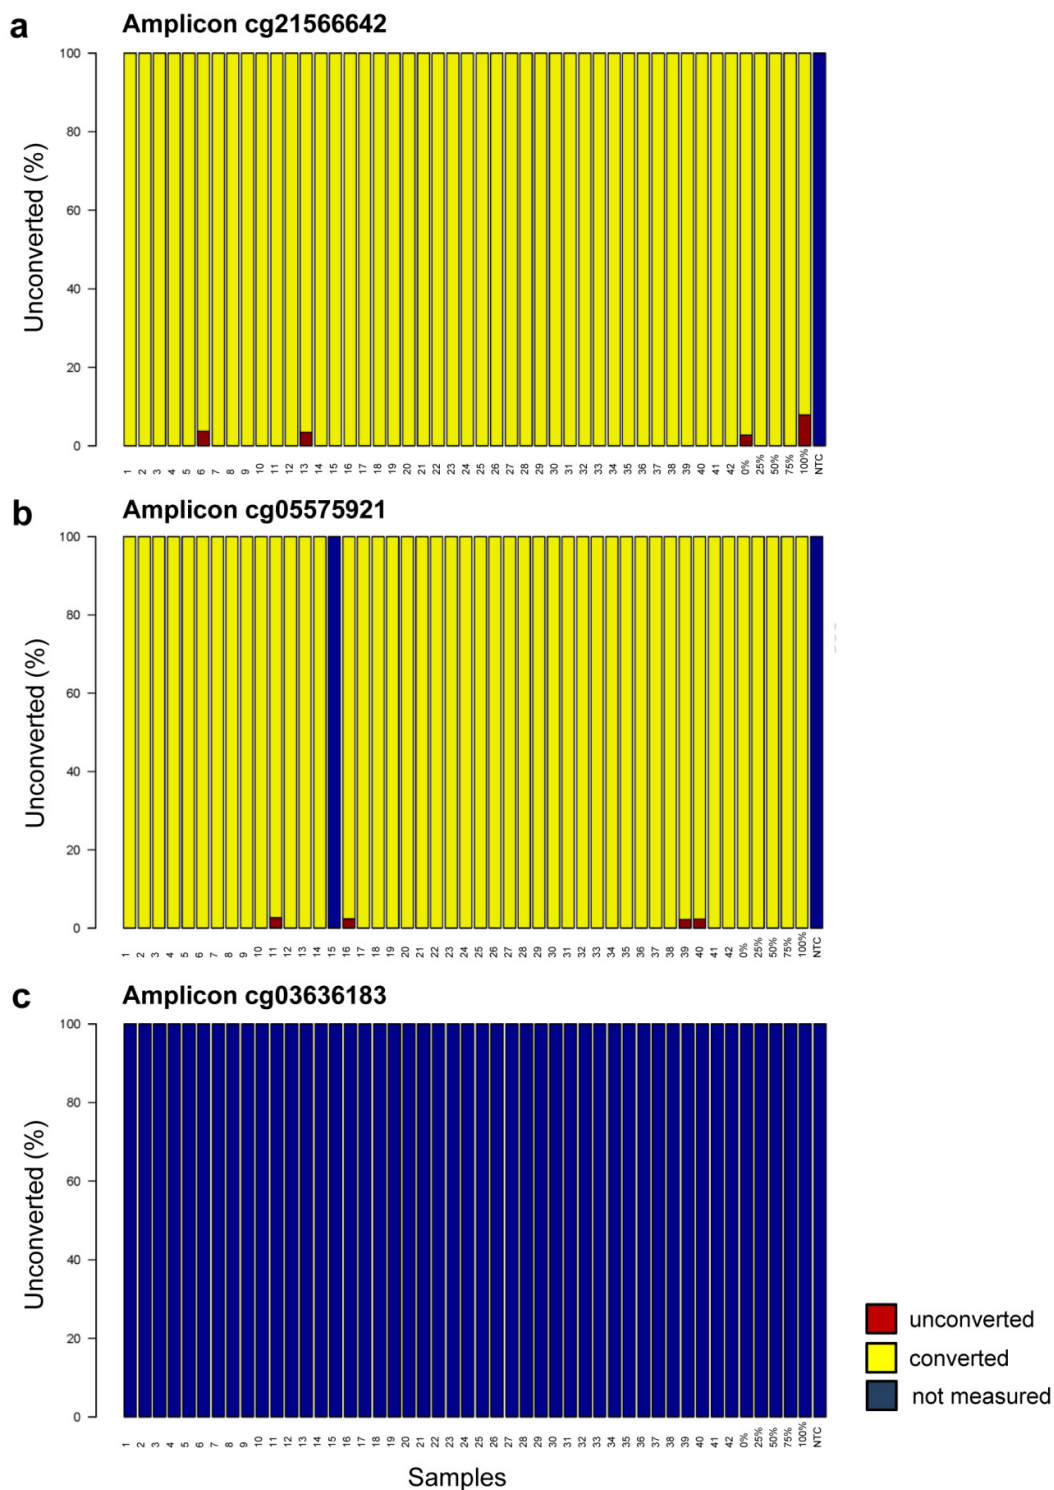 a Amplicon cg21566642
Unconverted (%)
100
80
60
40
20
0
1 2 3 4 5 6 7 8 9 10 11 12 13 14 15 16 17 18 19 20 21 22 23 24 25 26 27 28 29 30 31 32 33 34 35 36 37 38 39 40 41 42 0% 25% 50% 75% 100% NTC
b Amplicon cg05575921
Unconverted (%)
100
80
60
40
20
0
1 2 3 4 5 6 7 8 9 10 11 12 13 14 15 16 17 18 19 20 21 22 23 24 25 26 27 28 29 30 31 32 33 34 35 36 37 38 39 40 41 42 0% 25% 50% 75% 100% NTC
c Amplicon cg03636183
Unconverted (%)
100
80
60
40
20
0
1 2 3 4 5 6 7 8 9 10 11 12 13 14 15 16 17 18 19 20 21 22 23 24 25 26 27 28 29 30 31 32 33 34 35 36 37 38 39 40 41 42 0% 25% 50% 75% 100% NTC
Samples
unconverted
converted
not measured